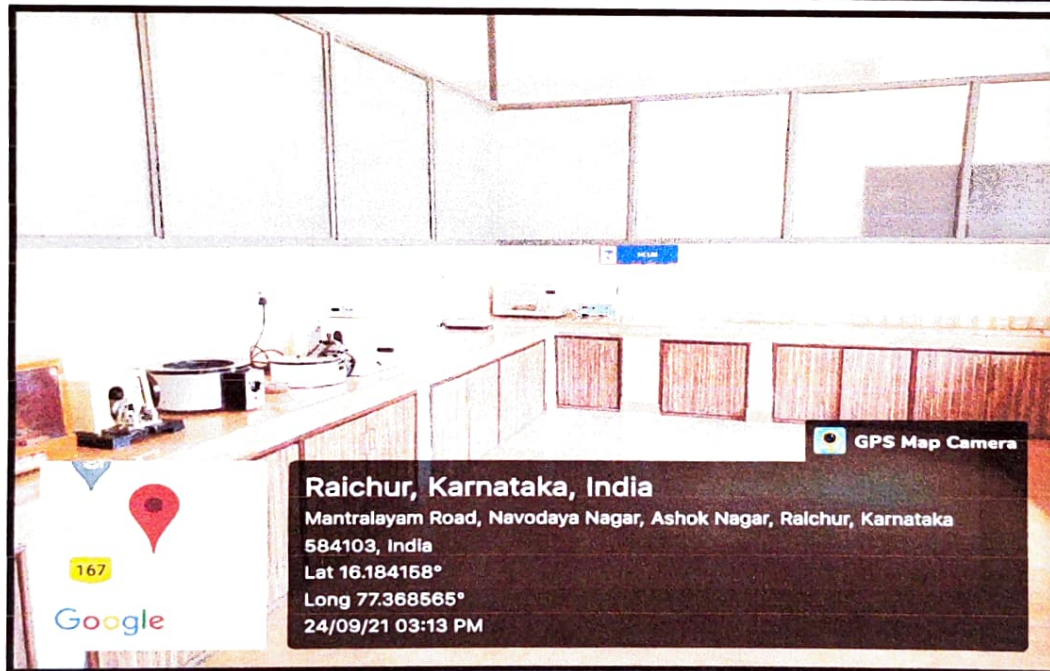 GPS Map Camera
Raichur, Karnataka, India
Mantralayam Road, Navodaya Nagar, Ashok Nagar, Raichur, Karnataka
584103, India
Lat 16.184158°
Long 77.368565°
24/09/21 03:13 PM
167
Google